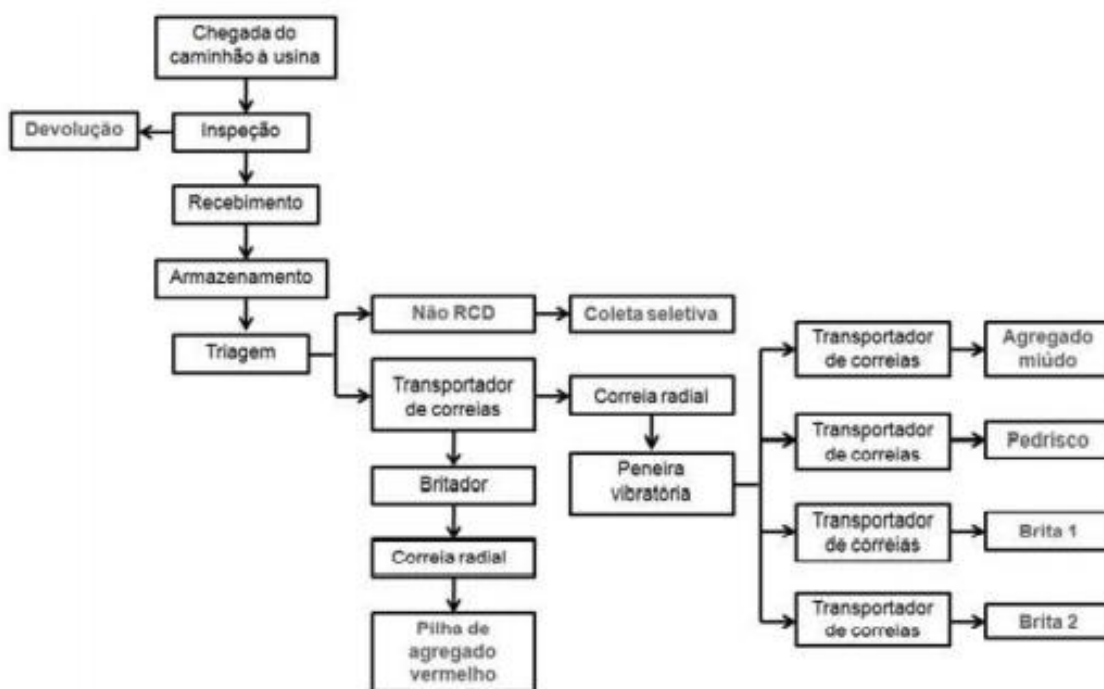 Chegada do
caminhão à usina
Devolução
Inspeção
Recebimento
Armazenamento
Triagem
Não RCD
Coleta seletiva
Transportador
de correias
Correia radial
Britador
Peneira
vibratória
Correia radial
Pilha de
agregado
vermelho
Transportador
de correias
Agregado
miúdo
Transportador
de correias
Pedrisco
Transportador
de correias
Brita 1
Transportador
de correias
Brita 2